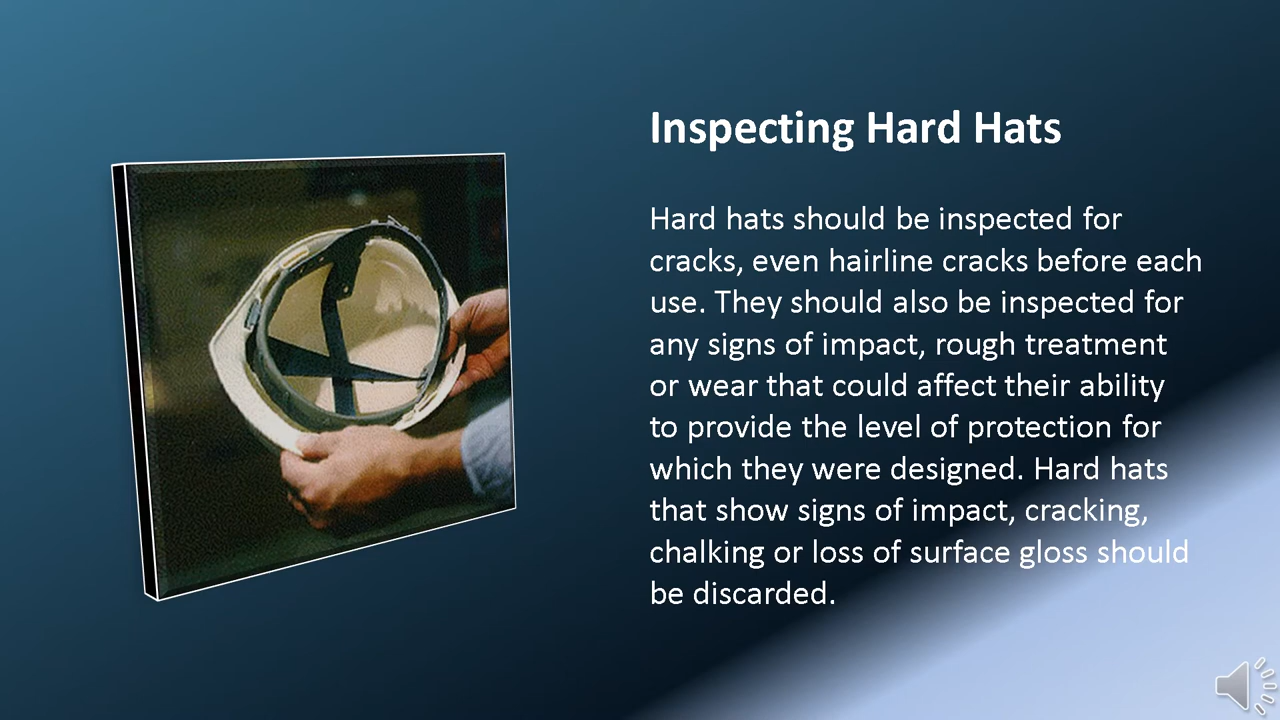 Inspecting Hard Hats
Hard hats should be inspected for
cracks, even hairline cracks before each
use. They should also be inspected for
any signs of impact, rough treatment
or wear that could affect their ability
to provide the level of protection for
which they were designed. Hard hats
that show signs of impact, cracking,
chalking or loss of surface gloss should
be discarded.